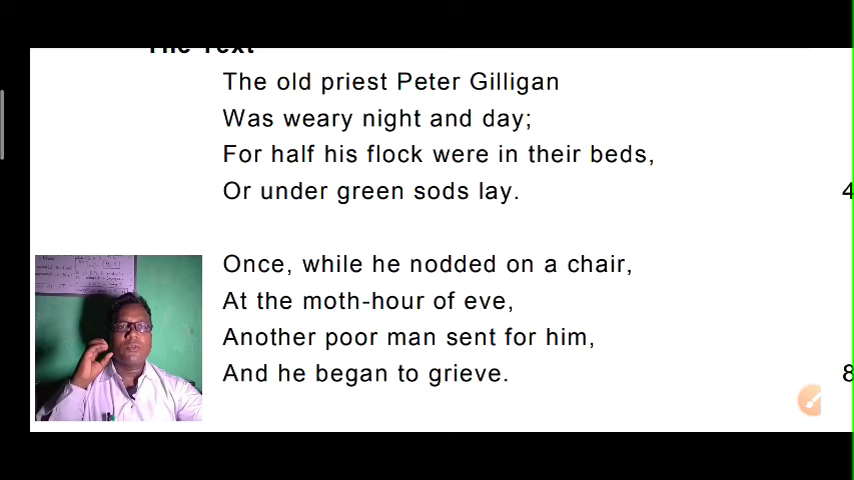 The Text
The old priest Peter Gilligan
Was weary night and day;
For half his flock were in their beds,
Or under green sods lay.
4
Once, while he nodded on a chair,
At the moth-hour of eve,
Another poor man sent for him,
And he began to grieve.
8